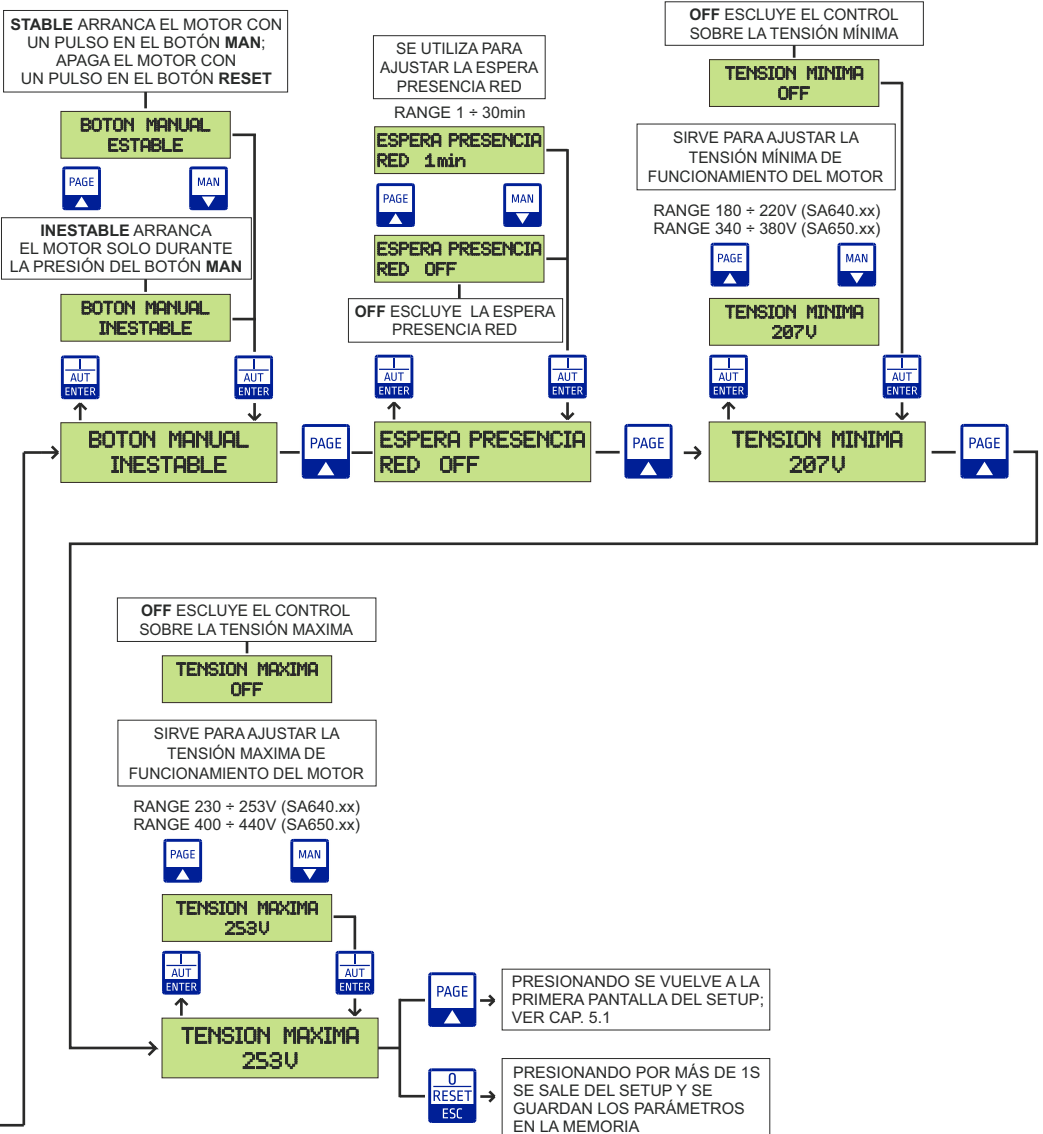 STABLE ARRANCA EL MOTOR CON
UN PULSO EN EL BOTÓN MAN;
APAGA EL MOTOR CON
UN PULSO EN EL BOTÓN RESET
BOTON MANUAL
ESTABLE
PAGE
MAN
INESTABLE ARRANCA
EL MOTOR SOLO DURANTE
LA PRESIÓN DEL BOTÓN MAN
BOTON MANUAL
INESTABLE
I
AUT
ENTER
I
AUT
ENTER
BOTON MANUAL
INESTABLE
PAGE
SE UTILIZA PARA
AJUSTAR LA ESPERA
PRESENCIA RED
RANGE 1 ÷ 30min
ESPERA PRESENCIA
RED 1min
PAGE
MAN
ESPERA PRESENCIA
RED OFF
OFF ESCLUYE LA ESPERA
PRESENCIA RED
I
AUT
ENTER
I
AUT
ENTER
ESPERA PRESENCIA
RED OFF
PAGE
OFF ESCLUYE EL CONTROL
SOBRE LA TENSIÓN MÍNIMA
TENSION MINIMA
OFF
SIRVE PARA AJUSTAR LA
TENSIÓN MÍNIMA DE
FUNCIONAMIENTO DEL MOTOR
RANGE 180 ÷ 220V (SA640.xx)
RANGE 340 ÷ 380V (SA650.xx)
PAGE
MAN
TENSION MINIMA
207V
I
AUT
ENTER
I
AUT
ENTER
TENSION MINIMA
207V
PAGE
OFF ESCLUYE EL CONTROL
SOBRE LA TENSIÓN MAXIMA
TENSION MAXIMA
OFF
SIRVE PARA AJUSTAR LA
TENSIÓN MAXIMA DE
FUNCIONAMIENTO DEL MOTOR
RANGE 230 ÷ 253V (SA640.xx)
RANGE 400 ÷ 440V (SA650.xx)
PAGE
MAN
TENSION MAXIMA
253V
I
AUT
ENTER
I
AUT
ENTER
TENSION MAXIMA
253V
PAGE
PRESIONANDO SE VUELVE A LA
PRIMERA PANTALLA DEL SETUP;
VER CAP. 5.1
0
RESET
ESC
PRESIONANDO POR MÁS DE 1S
SE SALE DEL SETUP Y SE
GUARDAN LOS PARÁMETROS
EN LA MEMORIA